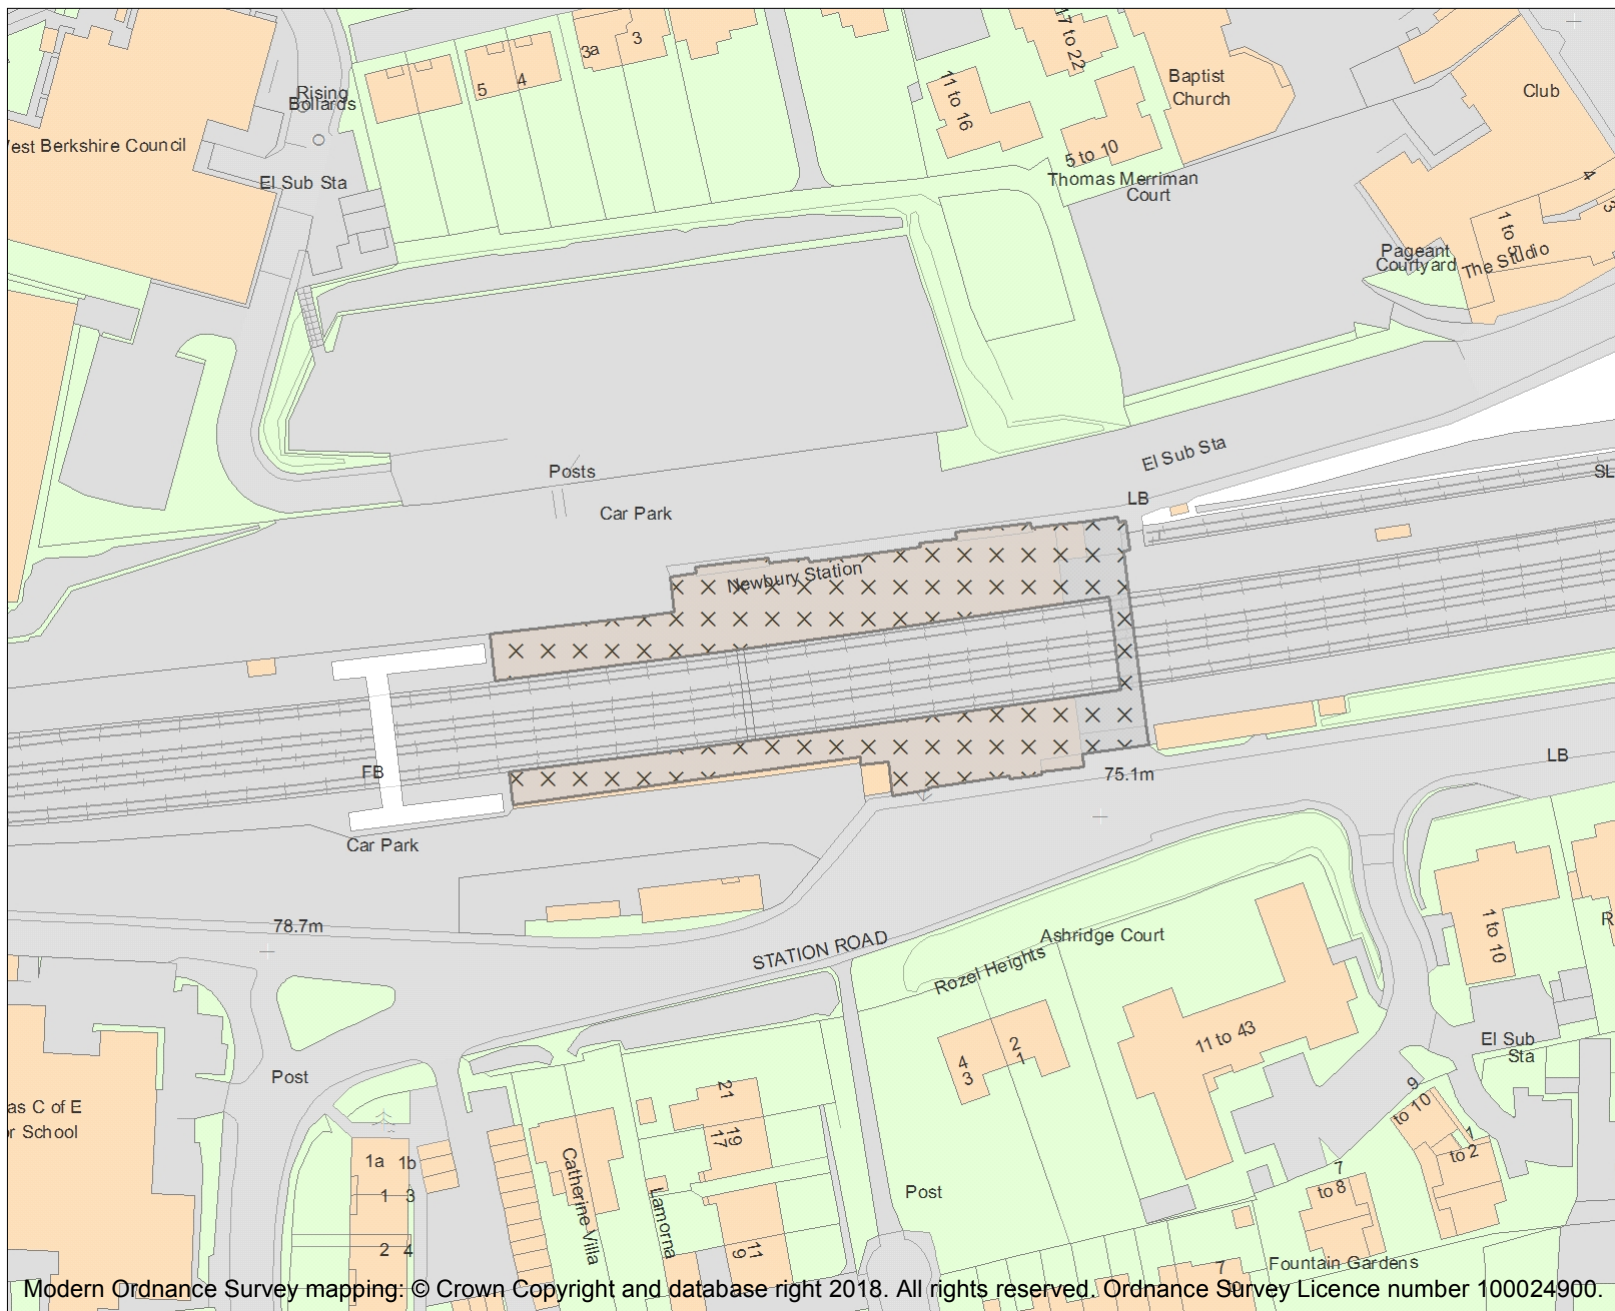 17 to 22
3a
3
5
4
11 to 16
Baptist
Church
Club
Rising
Bollards
5 to 10
est Berkshire Council
El Sub Sta
Thomas Merriman
Court
4
3
1 to
Pageant
Courtyard
The Studio
El Sub Sta
Posts
LB
SL
Car Park
Newbury Station
FB
75.1m
LB
Car Park
78.7m
STATION ROAD
Ashridge Court
Rozel Heights
1 to 10
R
11 to 43
El Sub
Sta
2
1
4
3
Post
21
19
17
9
to 10
as C of E
r School
1
to 2
1a
1b
1
3
Catherine Villa
Lamorna
Post
7
to 8
2
4
11
9
Fountain Gardens
7
Modern Ordnance Survey mapping: © Crown Copyright and database right 2018. All rights reserved. Ordnance Survey Licence number 100024900.